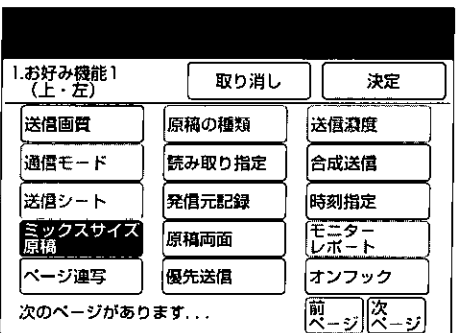 1.お好み機能1
(上・左)
取り消し
決定
送信画質
原稿の種類
送信濃度
通信モード
読み取り指定
合成送信
送信シート
発信元記録
時刻指定
ミックスサイズ
原稿
原稿両面
モニター
レポート
ページ連写
優先送信
オンフック
次のページがあります...
前
ページ
次
ページ